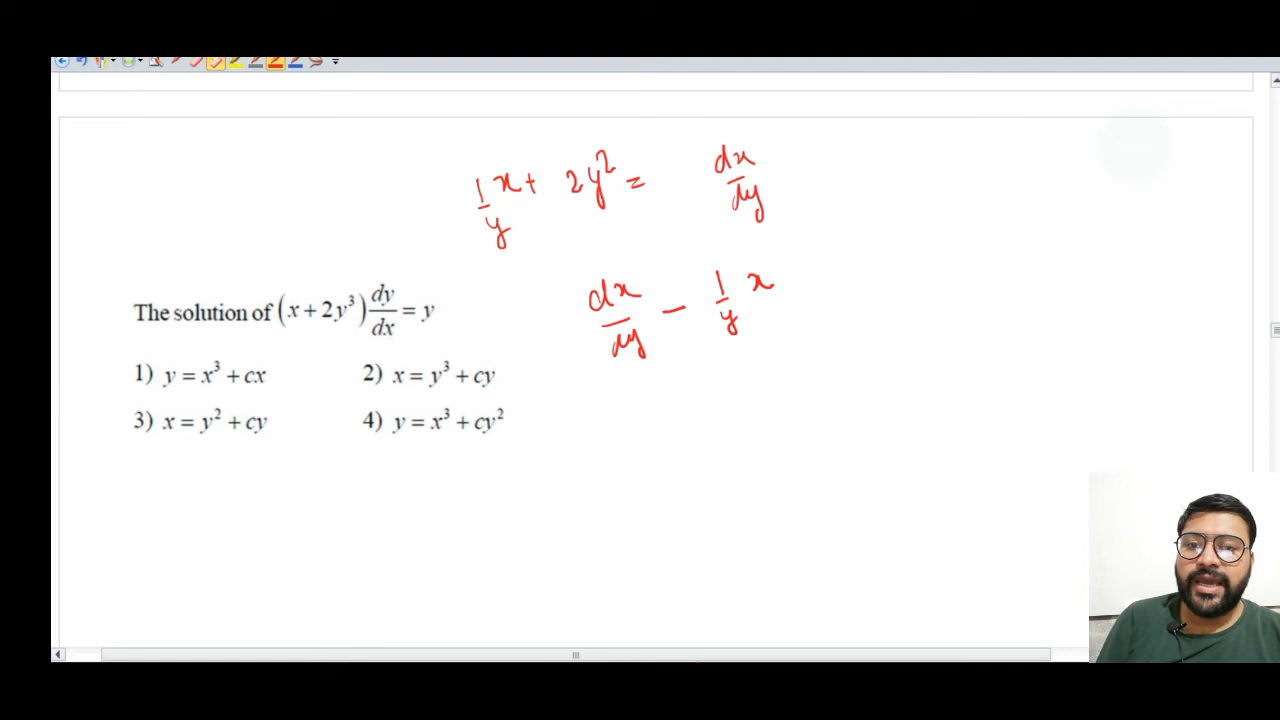 1/y x + 2y² = dx/dy
dx/dy - 1/y x
The solution of (x + 2y³) dy/dx = y
1) y = x³ + cx 2) x = y³ + cy
3) x = y² + cy 4) y = x³ + cy²